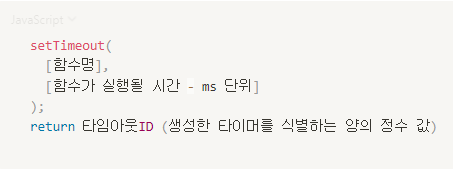 JavaScript
setTimeout(
[함수명],
[함수가 실행될 시간 - ms 단위]
);
return 타임아웃ID (생성한 타이머를 식별하는 양의 정수 값)